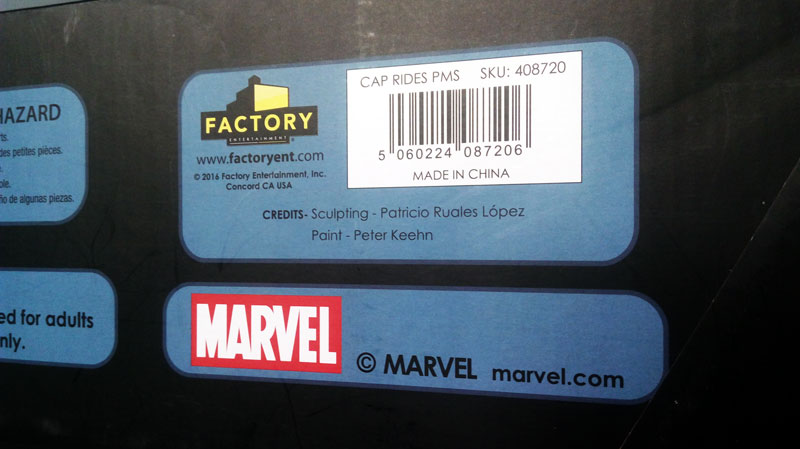 HAZARD
rts.
des petites pièces.
ole.
ño de algunas piezas.
ed for adults
nly.
FACTORY
ENTERTAINMENT
www.factoryent.com
© 2016 Factory Entertainment, Inc.
Concord CA USA
CAP RIDES PMS SKU: 408720
5 060224 087206
MADE IN CHINA
CREDITS- Sculpting - Patricio Ruales López
Paint - Peter Keehn
MARVEL
© MARVEL marvel.com